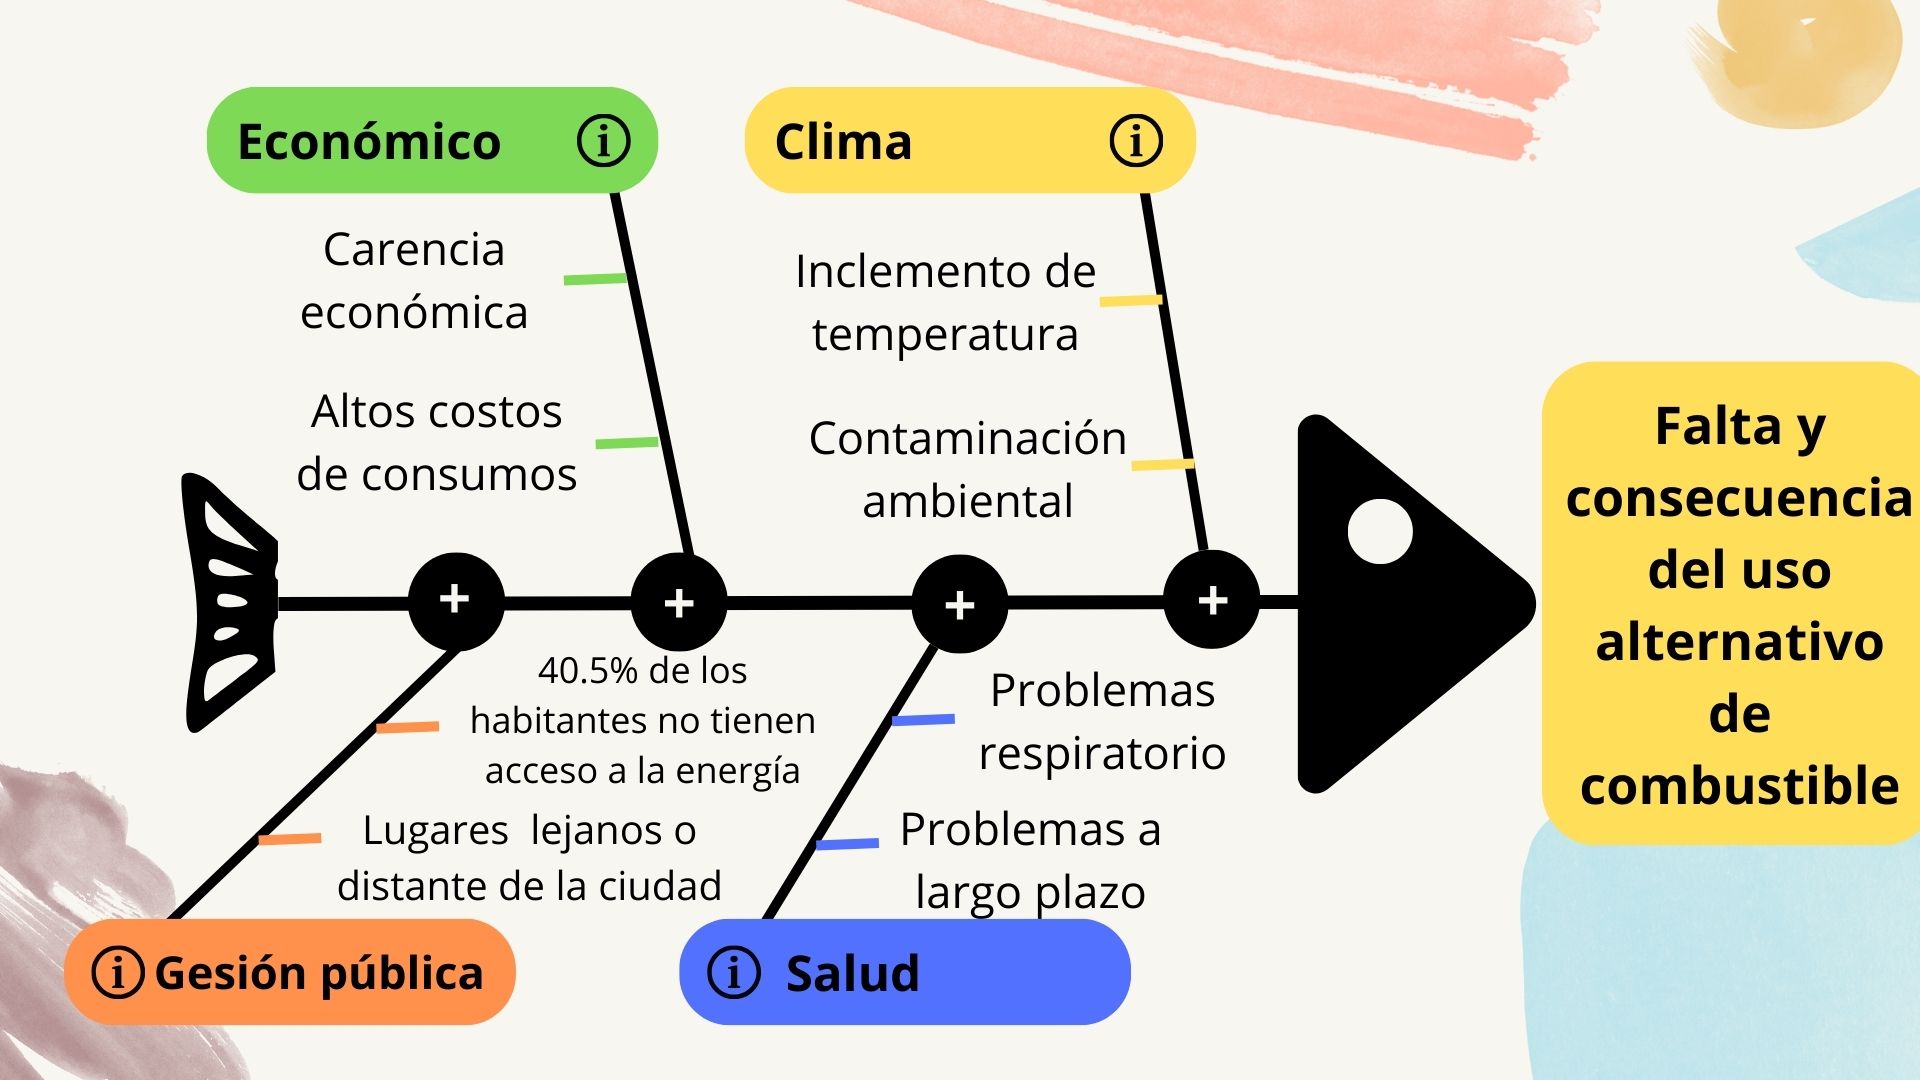 Económico
Clima
Carencia
económica
Altos costos
de consumos
Inclemento de
temperatura
Contaminación
ambiental
Falta y
consecuencia
del uso
alternativo
de
combustible
40.5% de los
habitantes no tienen
acceso a la energía
Lugares  lejanos o
distante de la ciudad
Problemas
respiratorio
Problemas a
largo plazo
Gesión pública
Salud